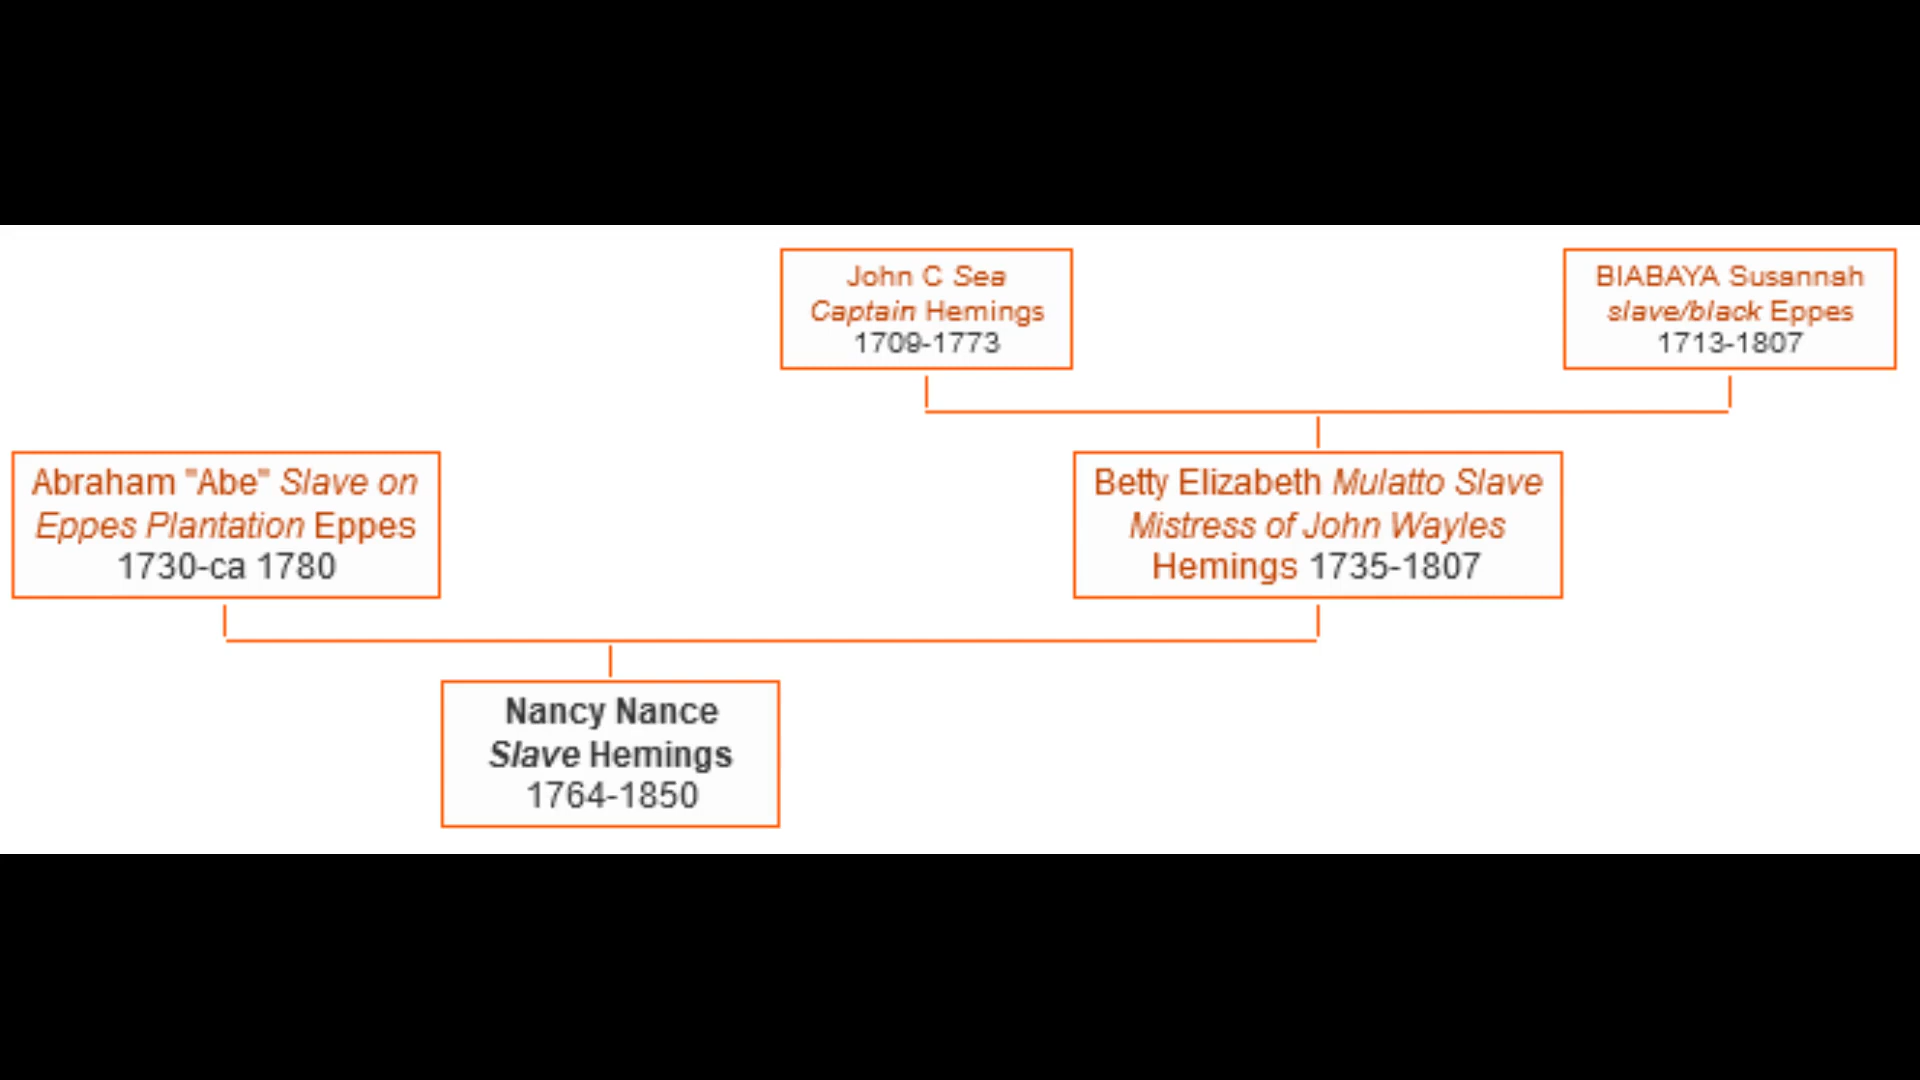 John C Sea
Captain Hemings
1709-1773
BIABAYA Susannah
slave/black Eppes
1713-1807
Abraham "Abe" Slave on
Eppes Plantation Eppes
1730-ca 1780
Betty Elizabeth Mulatto Slave
Mistress of John Wayles
Hemings 1735-1807
Nancy Nance
Slave Hemings
1764-1850